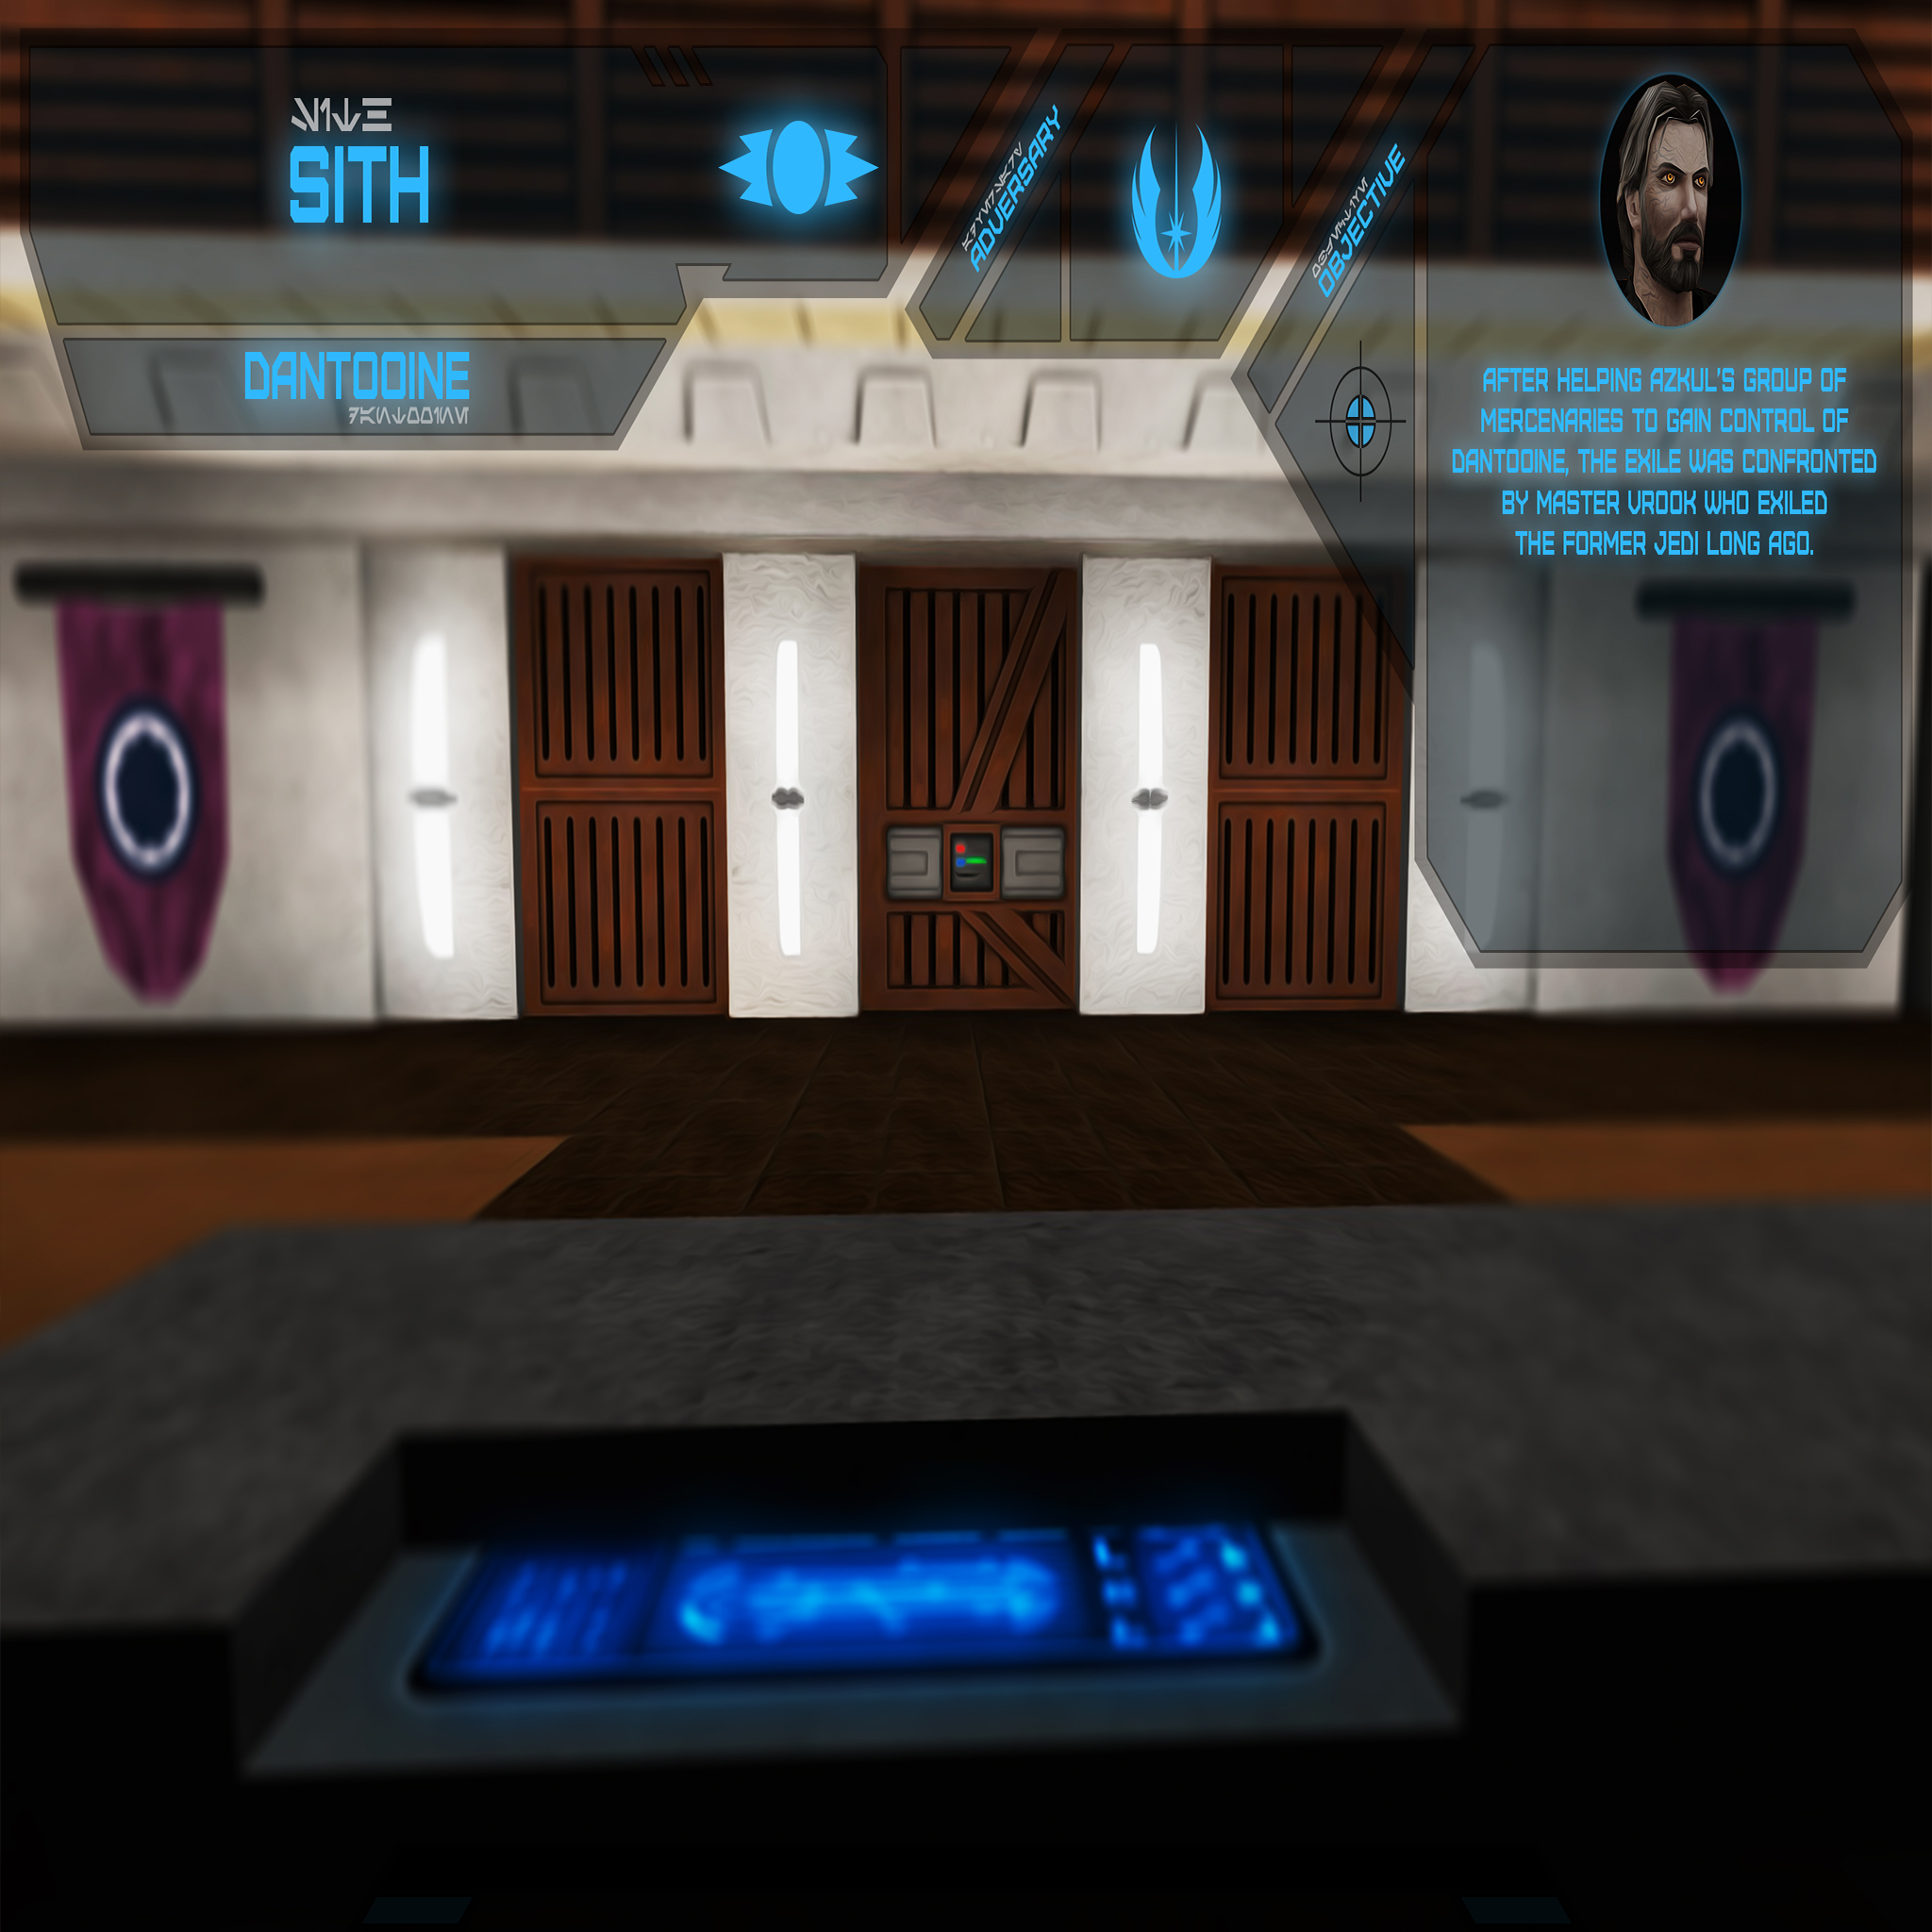 SITH
DANTOOINE
ADVERSARY
OBJECTIVE
AFTER HELPING AZKUL'S GROUP OF
MERCENARIES TO GAIN CONTROL OF
DANTOOINE, THE EXILE WAS CONFRONTED
BY MASTER VROOK WHO EXILED
THE FORMER JEDI LONG AGO.